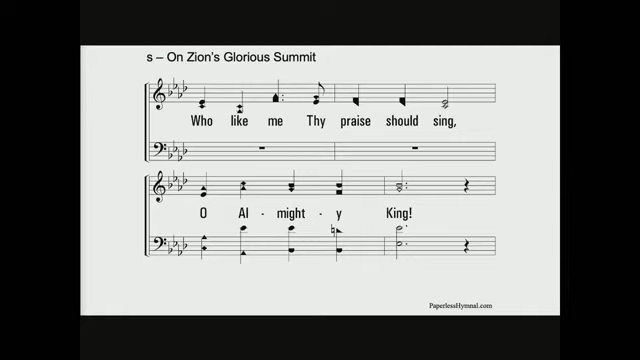 s – On Zion's Glorious Summit
Who like me Thy praise should sing,
O Al - might - y King!
PaperlessHymnal.com